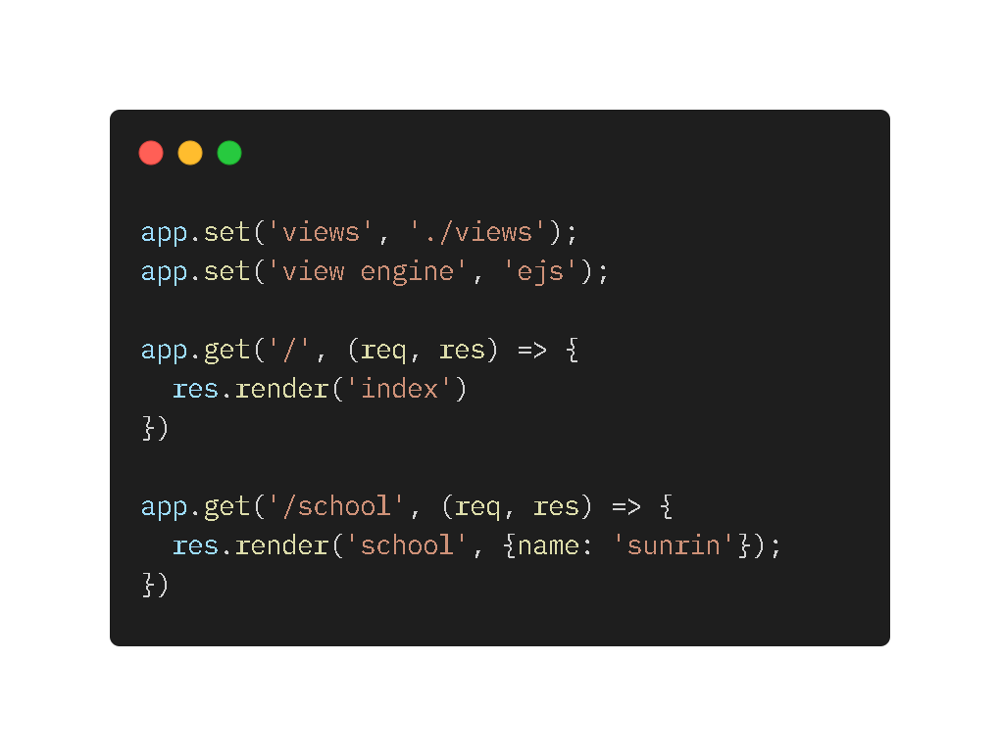 app.set('views', './views');
app.set('view engine', 'ejs');
app.get('/', (req, res) => {
  res.render('index')
})
app.get('/school', (req, res) => {
  res.render('school', {name: 'sunrin'});
})